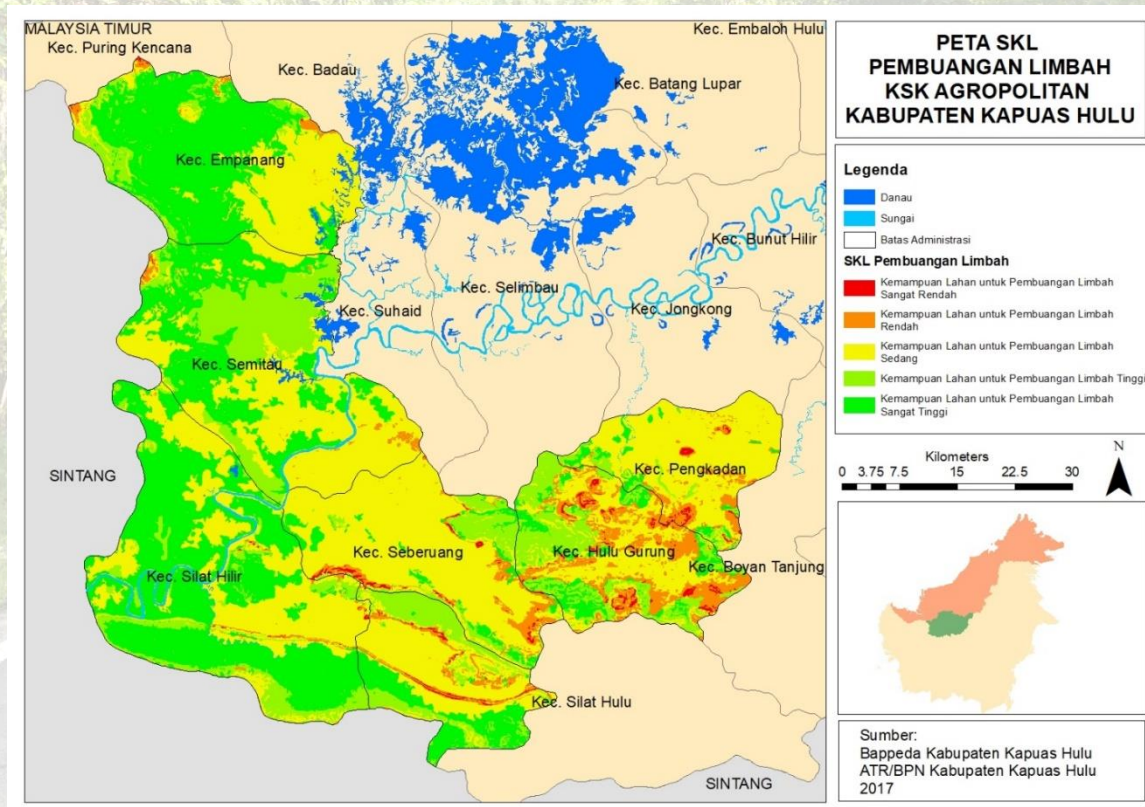 MALAYSIA TIMUR
Kec. Puring Kencana
Kec. Embaloh Hulu
Kec. Badau
Kec. Batang Lupar
Kec. Empanang
Kec. Bunut Hilir
Kec. Selimbau
Kec. Suhaid
Kec. Jongkong
Kec. Semitau
SINTANG
Kec. Pengkadan
Kec. Seberuang
Kec. Hulu Gurung
Kec. Boyan Tanjung
Kec. Silat Hilir
Kec. Silat Hulu
SINTANG
PETA SKL
PEMBUANGAN LIMBAH
KSK AGROPOLITAN
KABUPATEN KAPUAS HULU
Legenda
Danau
Sungai
Batas Administrasi
SKL Pembuangan Limbah
Kemampuan Lahan untuk Pembuangan Limbah
Sangat Rendah
Kemampuan Lahan untuk Pembuangan Limbah
Rendah
Kemampuan Lahan untuk Pembuangan Limbah
Sedang
Kemampuan Lahan untuk Pembuangan Limbah Tinggi
Kemampuan Lahan untuk Pembuangan Limbah
Sangat Tinggi
Kilometers
N
0 3.75 7.5 15 22.5 30
Sumber:
Bappeda Kabupaten Kapuas Hulu
ATR/BPN Kabupaten Kapuas Hulu
2017